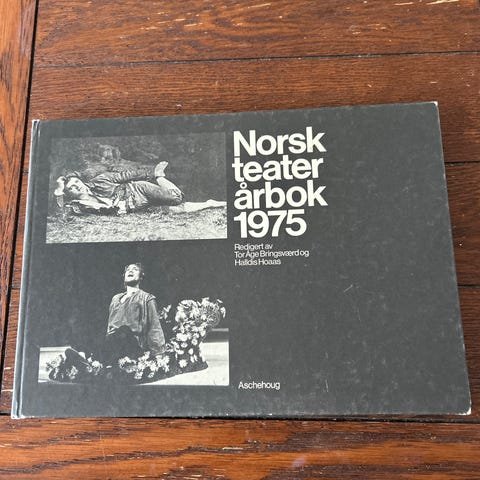 Norsk
teater
årbok
1975
Redigert av
Tor Åge Bringsværd og
Halldis Hoaas
Aschehoug